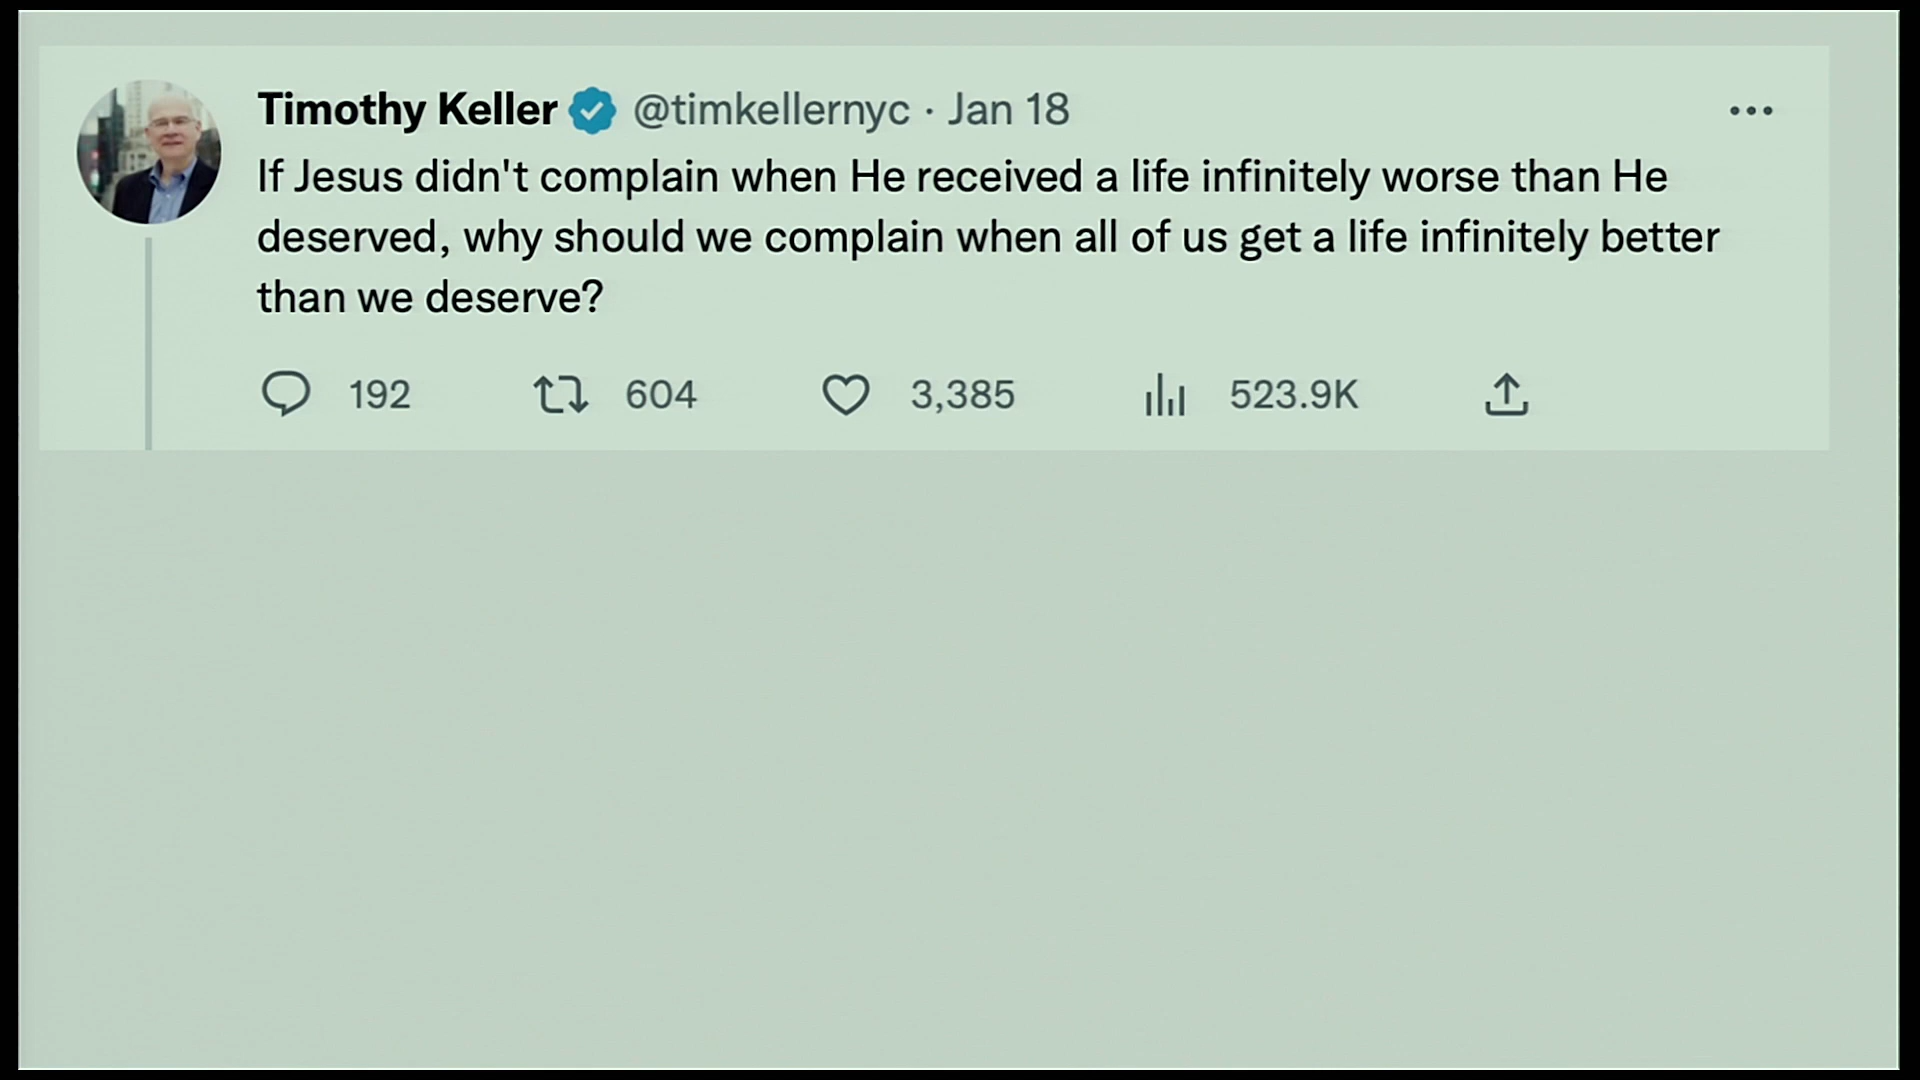 Timothy Keller @timkellernyc · Jan 18
If Jesus didn't complain when He received a life infinitely worse than He
deserved, why should we complain when all of us get a life infinitely better
than we deserve?
192 604 3,385 523.9K